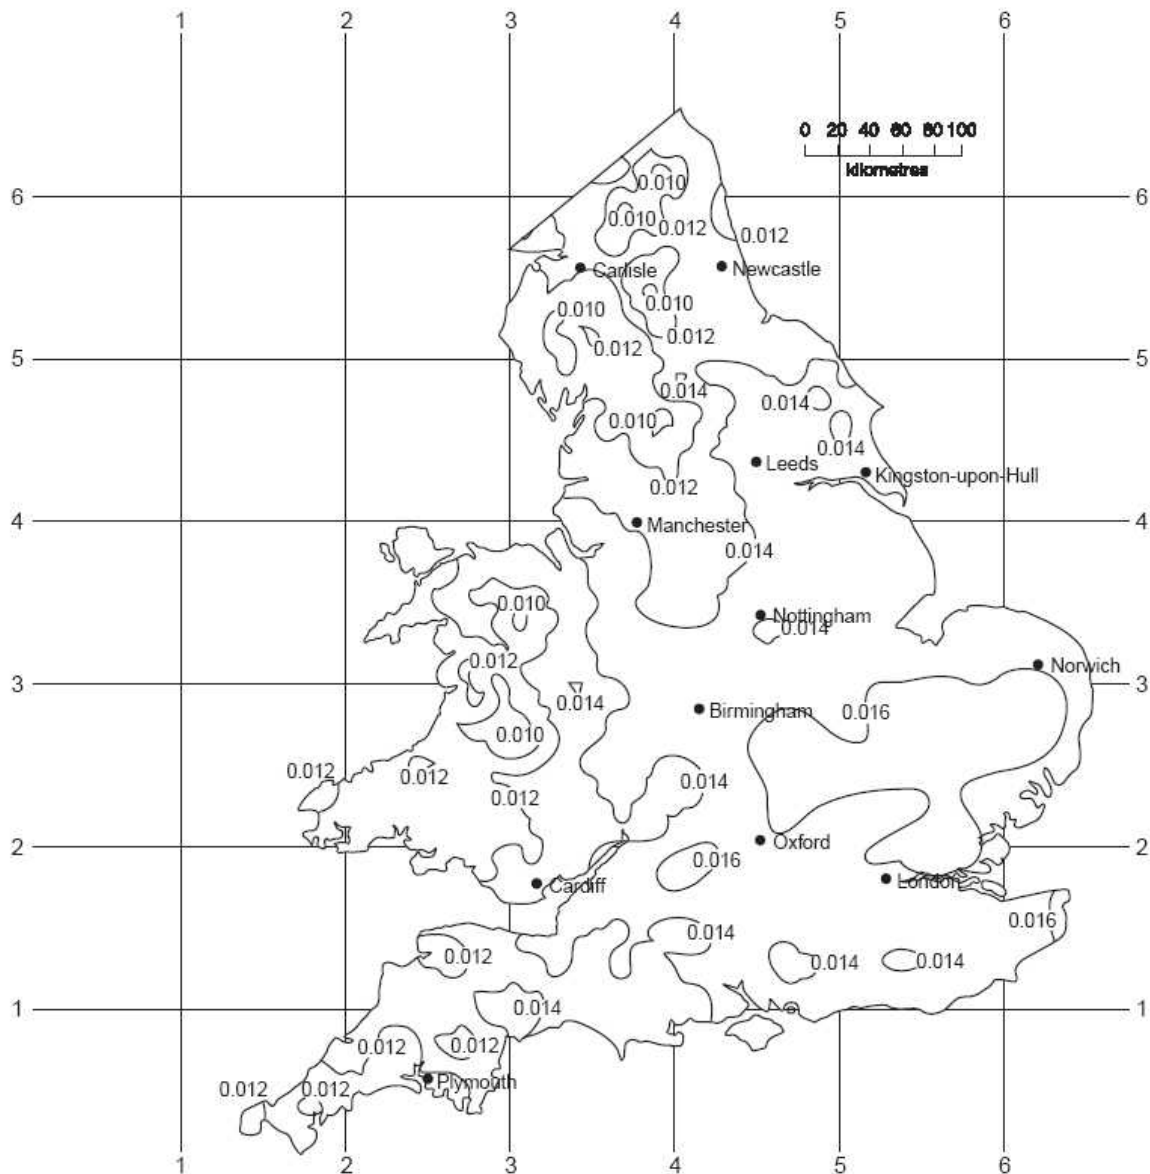 1 2 3 4 5 6
0 20 40 60 80 100
kilometres
0.010
6 6
0.010
0.012
0.012
Carlisle Newcastle
0.010
0.010
0.012
0.012
5 5
0.014
0.014
0.010
0.014
Leeds
Kingston-upon-Hull
0.012
4 Manchester 4
0.014
0.010
Nottingham
0.014
0.012
Norwich
3 3
0.014
Birmingham
0.016
0.010
0.012
0.012
0.014
0.012
Oxford
2 2
0.016
Cardiff
London
0.016
0.014
0.012
0.014
0.014
0.014
1 1
0.012
0.012
Plymouth
0.012
0.012
1 2 3 4 5 6